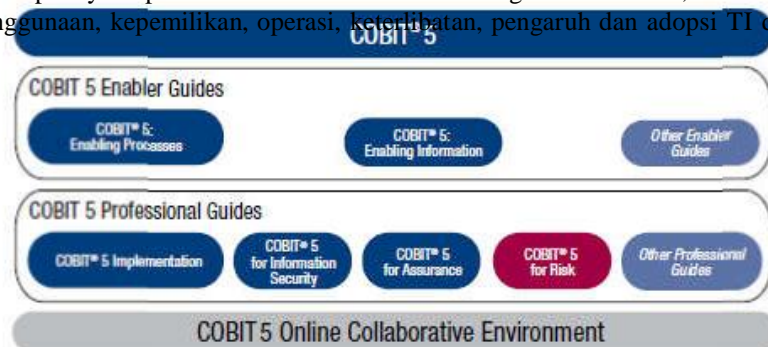 nggunaan, kepemilikan, operasi, keterlibatan, pengaruh dan adopsi TI
COBIT® 5
COBIT 5 Enabler Guides
COBIT® 5:
Enabling Processes
COBIT® 5:
Enabling Information
Other Enabler
Guides
COBIT 5 Professional Guides
COBIT® 5 Implementation
COBIT® 5
for Information
Security
COBIT® 5
for Assurance
COBIT® 5
for Risk
Other Professional
Guides
COBIT 5 Online Collaborative Environment